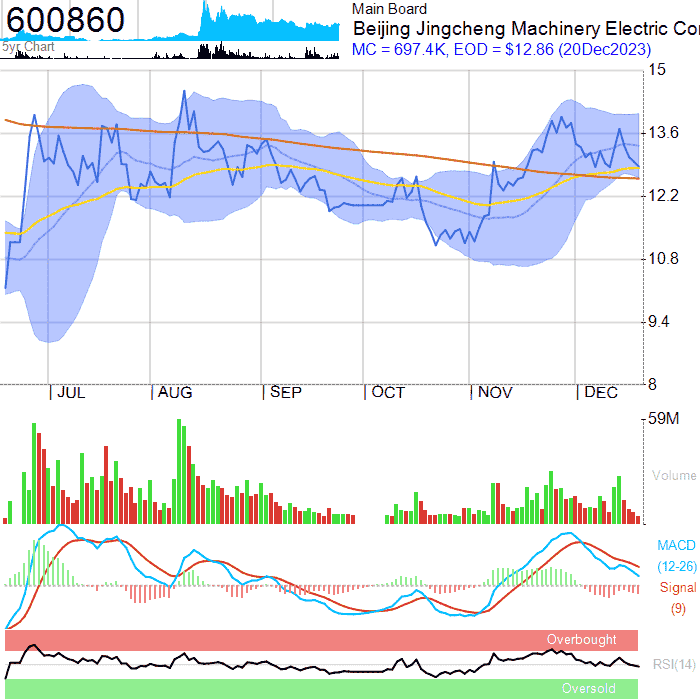 600860
5yr Chart
Main Board
Beijing Jingcheng Machinery Electric Co
MC = 697.4K, EOD = $12.86 (20Dec2023)
15
13.6
12.2
10.8
9.4
8
JUL AUG SEP OCT NOV DEC
59M
Volume
MACD
(12-26)
Signal
(9)
Overbought
RSI(14)
Oversold